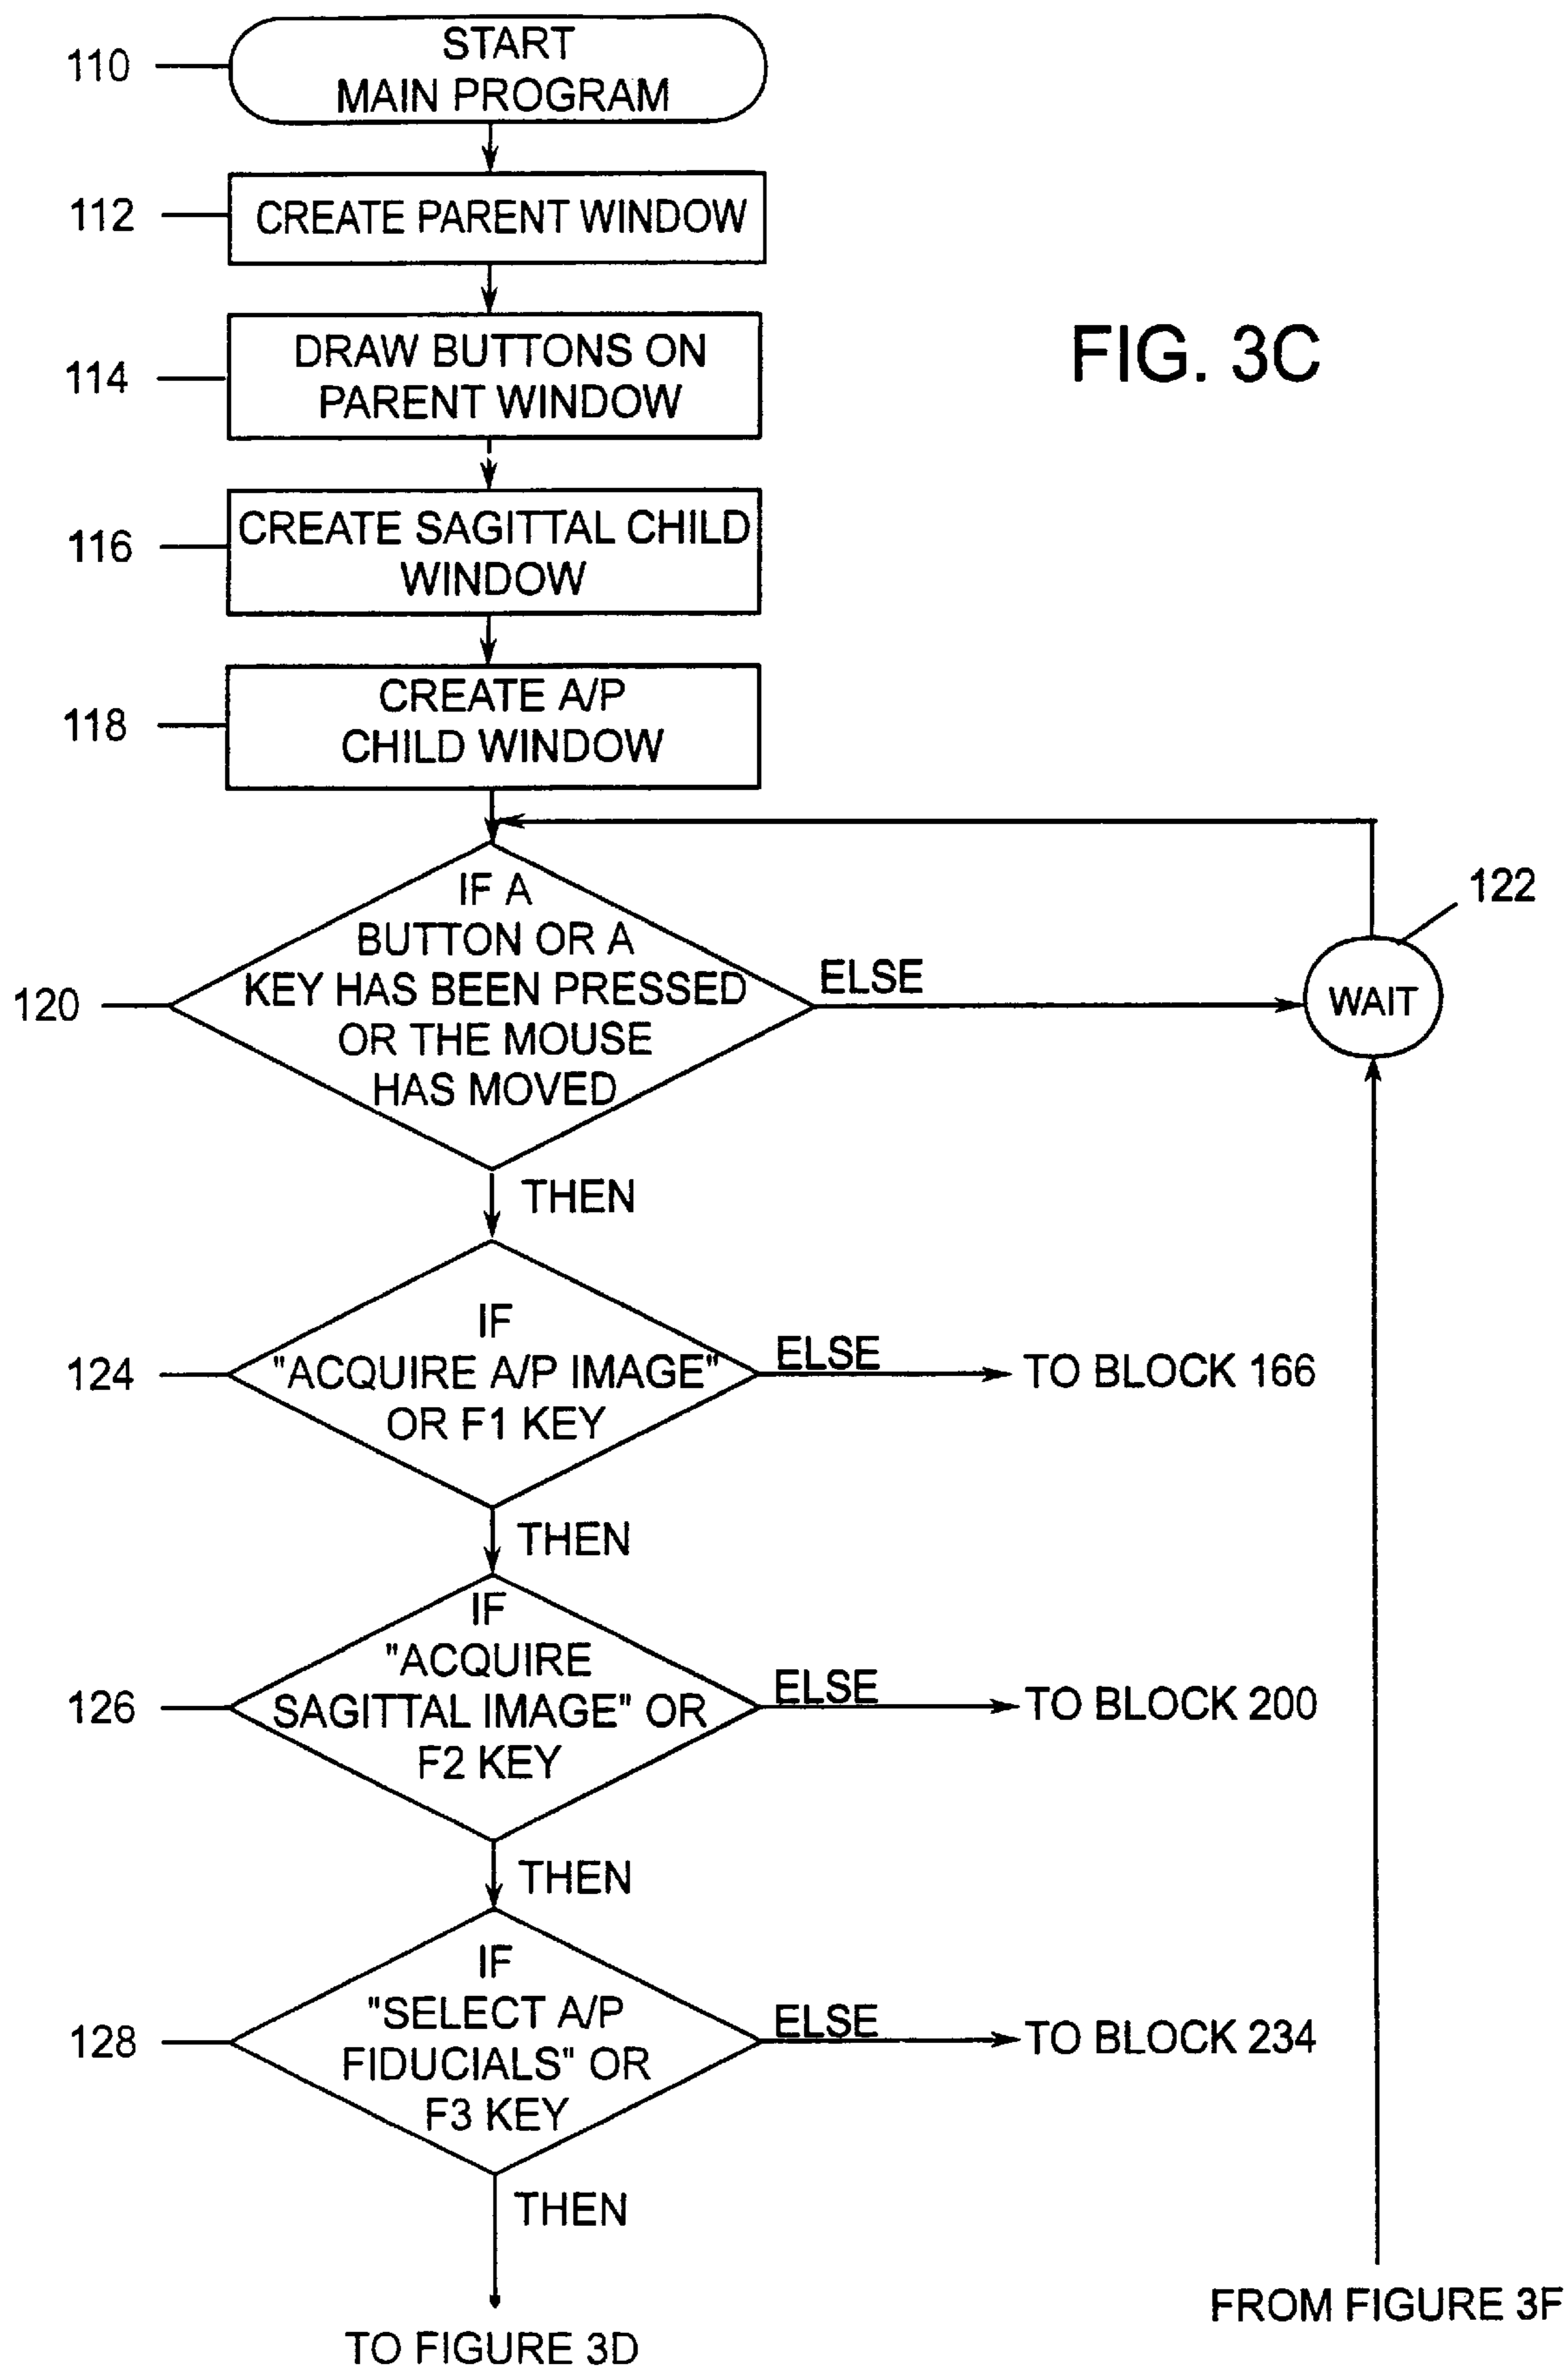 110
START
MAIN PROGRAM
112
CREATE PARENT WINDOW
114
DRAW BUTTONS ON
PARENT WINDOW
FIG. 3C
116
CREATE SAGITTAL CHILD
WINDOW
118
CREATE A/P
CHILD WINDOW
120
IF A
BUTTON OR A
KEY HAS BEEN PRESSED
OR THE MOUSE
HAS MOVED
ELSE
122
WAIT
THEN
124
IF
"ACQUIRE A/P IMAGE"
OR F1 KEY
ELSE
TO BLOCK 166
THEN
126
IF
"ACQUIRE
SAGITTAL IMAGE" OR
F2 KEY
ELSE
TO BLOCK 200
THEN
128
IF
"SELECT A/P
FIDUCIALS" OR
F3 KEY
ELSE
TO BLOCK 234
THEN
TO FIGURE 3D
FROM FIGURE 3F